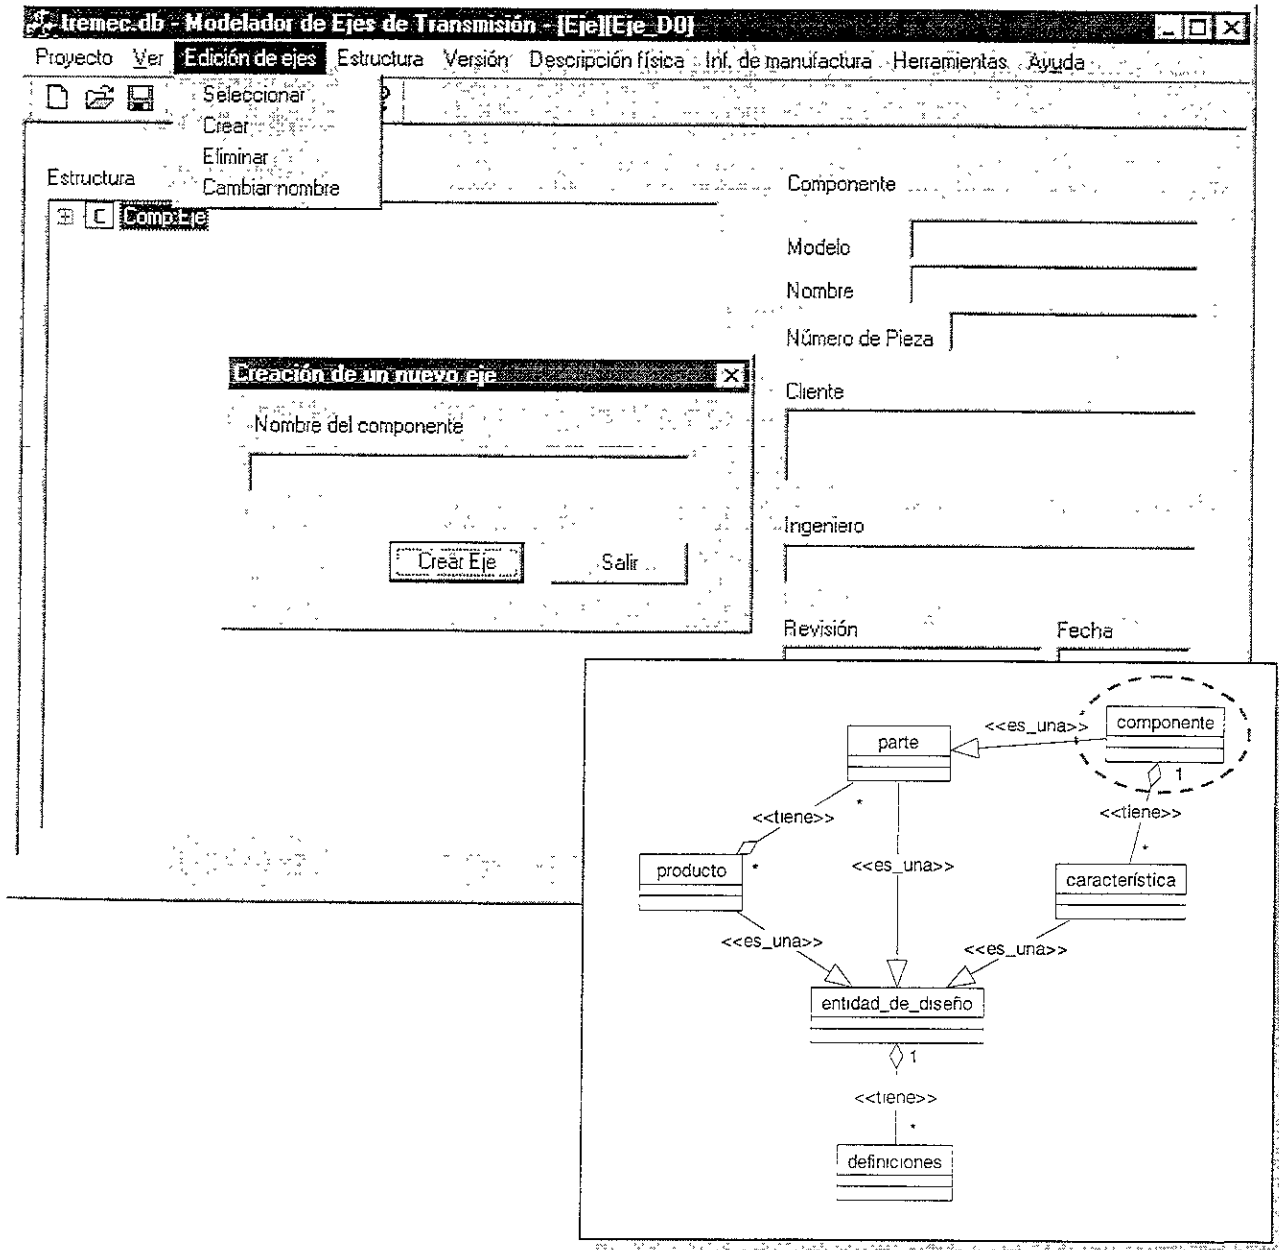 tremec.db - Modelador de Ejes de Transmisión - [Eje][Eje_D0]
Proyecto Ver Edición de ejes Estructura Versión Descripción física Inf. de manufactura Herramientas Ayuda
Seleccionar
Crear
Eliminar
Cambiar nombre
Estructura
C Comp:Eje
Componente
Modelo
Nombre
Número de Pieza
Cliente
Ingeniero
Revisión Fecha
Creación de un nuevo eje
Nombre del componente
Crear Eje Salir
parte <<es_una>> componente
1
<<tiene>> * <<tiene>>
*
producto * <<es_una>> característica
<<es_una>> <<es_una>>
entidad_de_diseño
1
<<tiene>>
*
definiciones